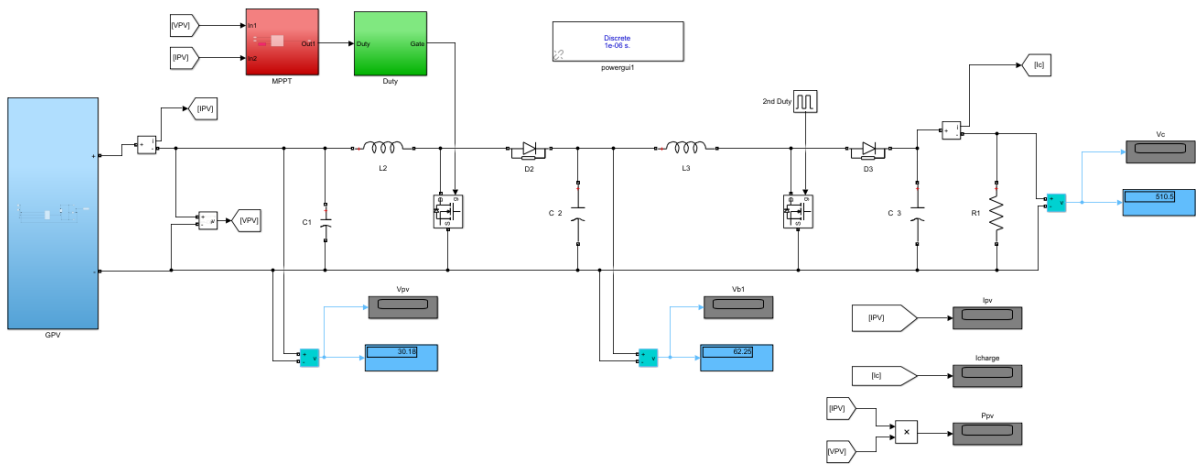 [VPV]
[IPV]
In1
In2
Out1
MPPT
Duty
Gate
Duty
Discrete
1e-06 s.
powergui1
[Ic]
2nd Duty
[IPV]
+
i
-
L2
D2
L3
D3
+
i
-
Vc
510.5
GPV
+
-
+
-
v
[VPV]
C1
g
D
S
C 2
g
D
S
C 3
R1
+
-
v
Vpv
30.18
+
-
v
Vb1
62.25
+
-
v
[IPV]
Ipv
[Ic]
Icharge
[IPV]
[VPV]
×
Ppv